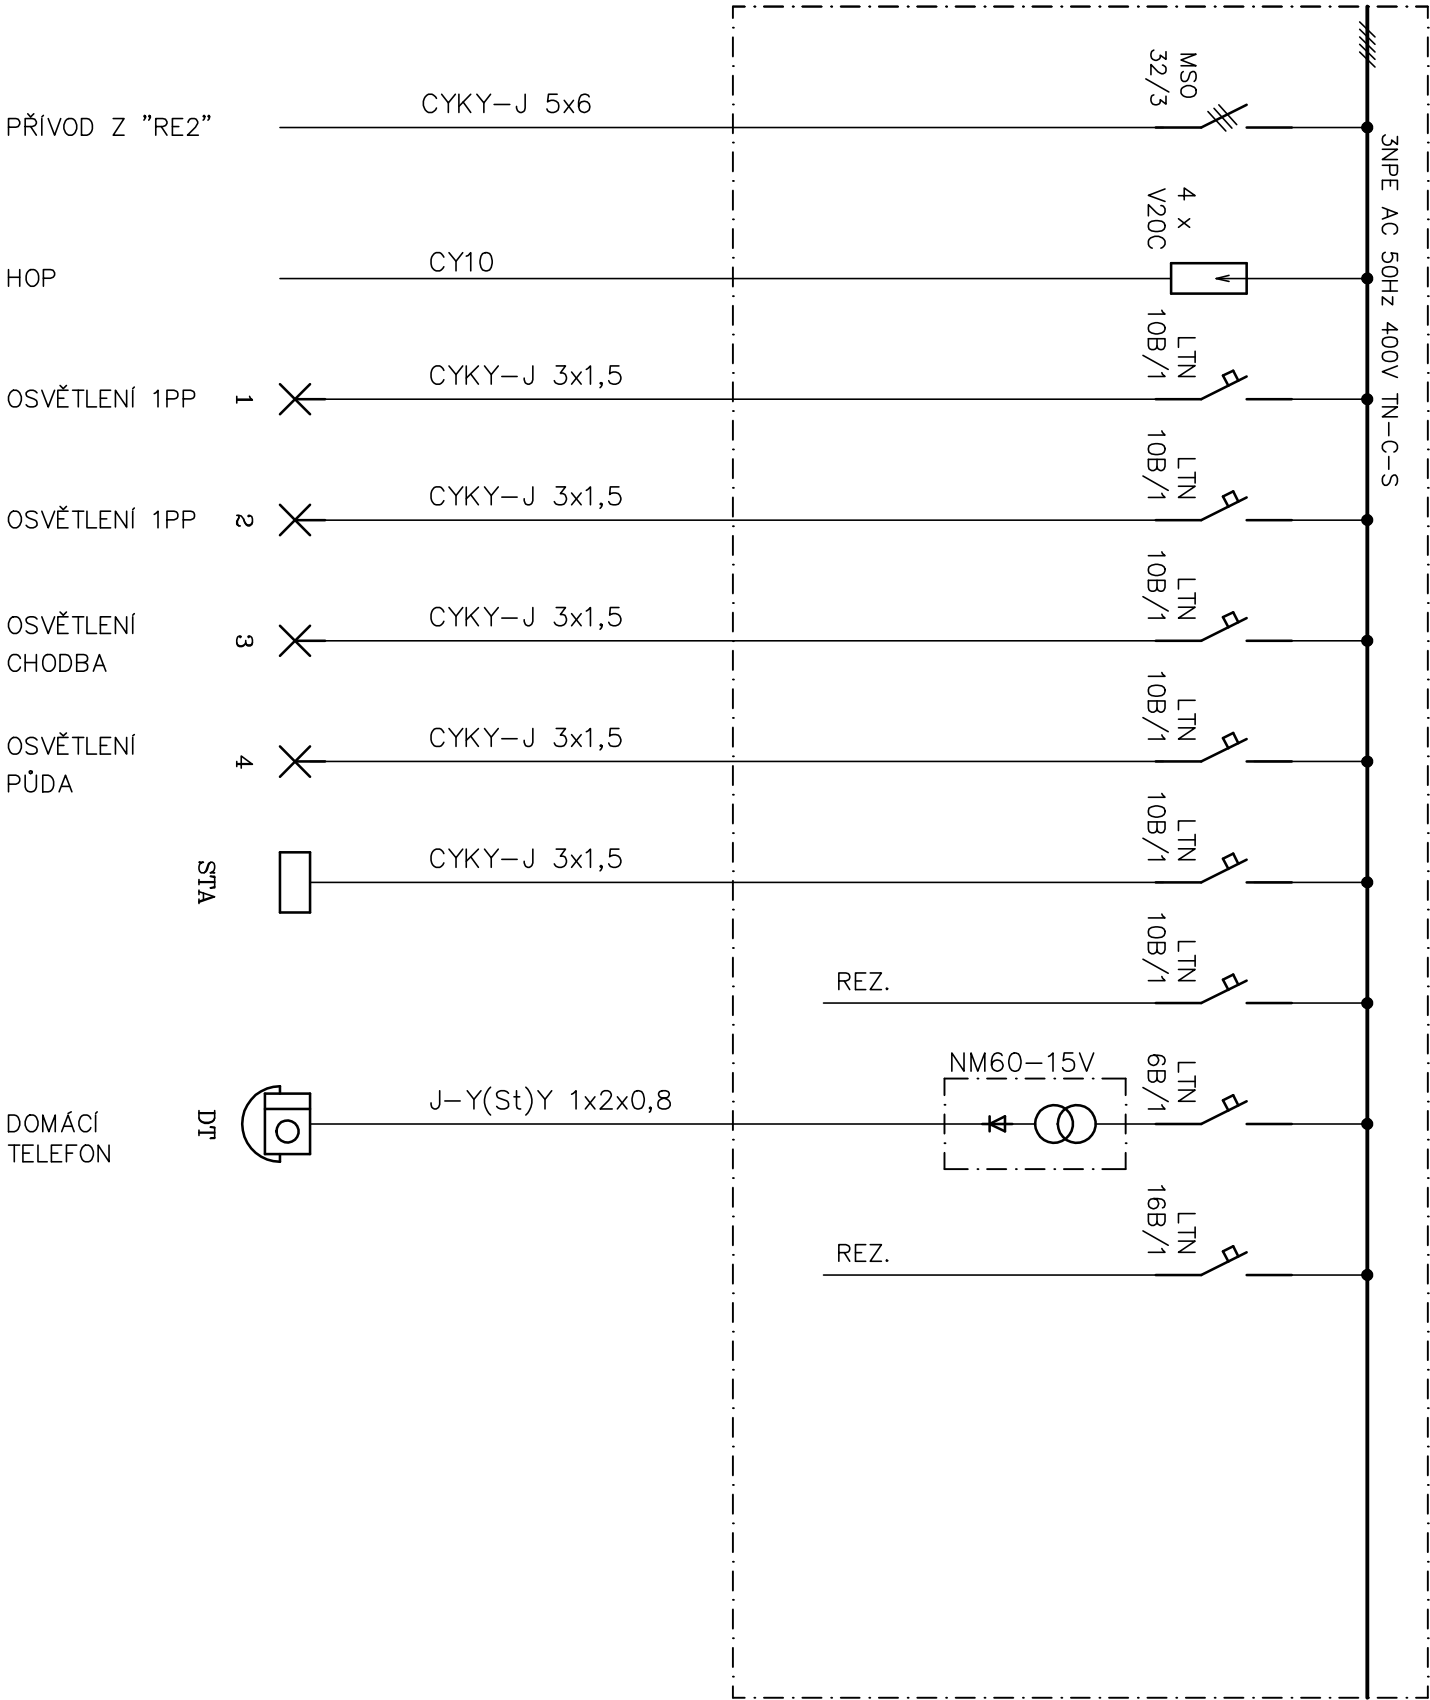 MSO
32/3
CYKY-J 5x6
PŘÍVOD Z "RE2"
3NPE AC 50Hz 400V TN-C-S
4 x
V20C
CY10
HOP
LTN
10B/1
CYKY-J 3x1,5
OSVĚTLENÍ 1PP
1
LTN
10B/1
CYKY-J 3x1,5
OSVĚTLENÍ 1PP
2
LTN
10B/1
CYKY-J 3x1,5
OSVĚTLENÍ
CHODBA
3
LTN
10B/1
CYKY-J 3x1,5
OSVĚTLENÍ
PŮDA
4
LTN
10B/1
CYKY-J 3x1,5
STA
LTN
10B/1
REZ.
LTN
6B/1
NM60-15V
J-Y(St)Y 1x2x0,8
DOMÁCÍ
TELEFON
DT
LTN
16B/1
REZ.